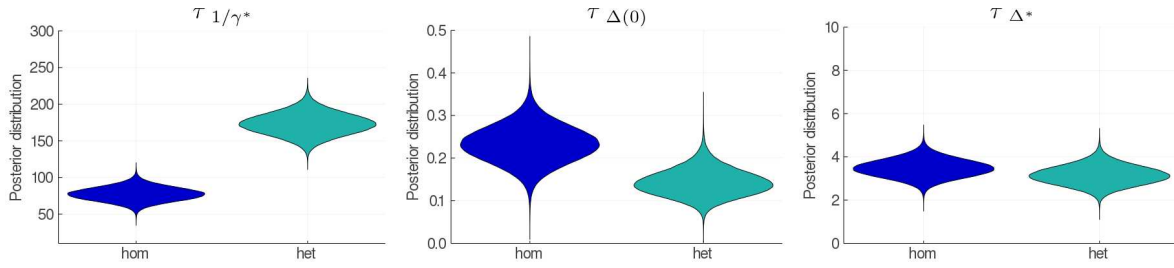 τ 1/γ*
Posterior distribution
300
250
200
150
100
50
hom
het
τ Δ(0)
Posterior distribution
0.5
0.4
0.3
0.2
0.1
0.0
hom
het
τ Δ*
Posterior distribution
10
8
6
4
2
0
hom
het